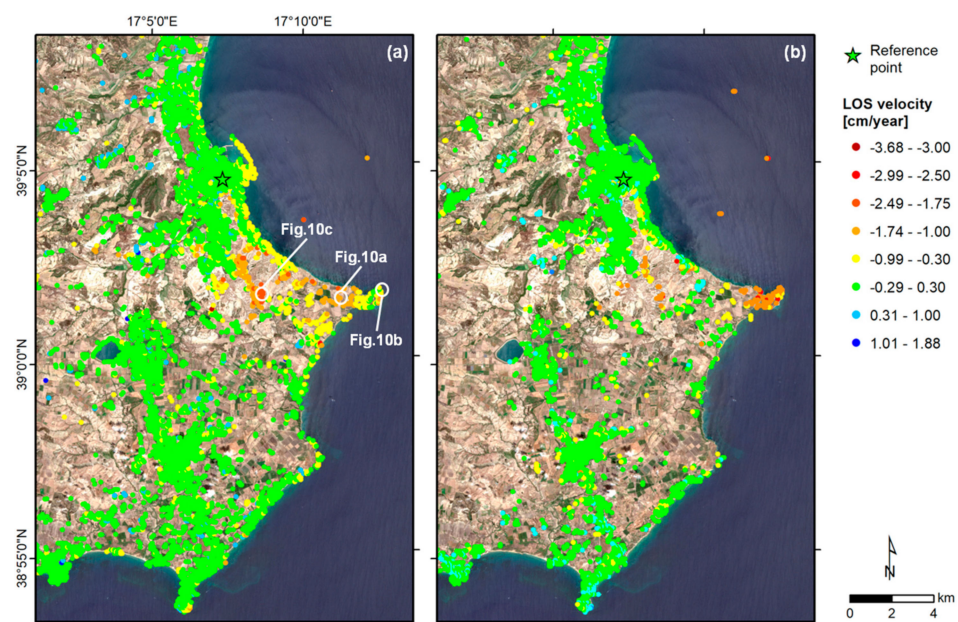 17°5'0"E
17°10'0"E
(a)
(b)
39°5'0"N
39°0'0"N
38°55'0"N
Fig.10c
Fig.10a
Fig.10b
Reference
point
LOS velocity
[cm/year]
-3.68 - -3.00
-2.99 - -2.50
-2.49 - -1.75
-1.74 - -1.00
-0.99 - -0.30
-0.29 - 0.30
0.31 - 1.00
1.01 - 1.88
N
km
0 2 4